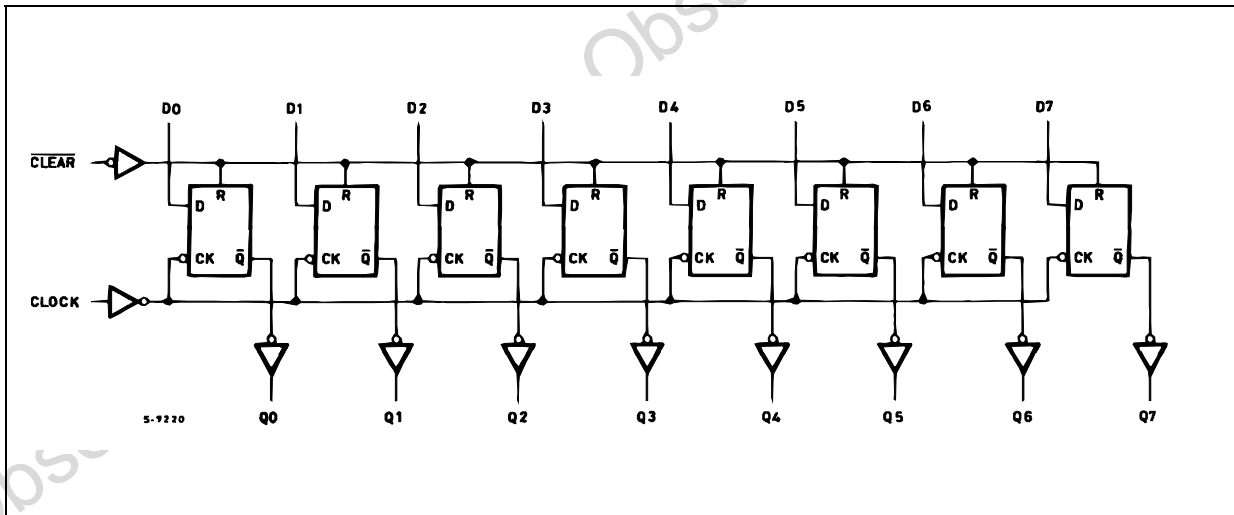 Obso
D0 D1 D2 D3 D4 D5 D6 D7
CLEAR
R R R R R R R R
D D D D D D D D
CK Q̅ CK Q̅ CK Q̅ CK Q̅ CK Q̅ CK Q̅ CK Q̅ CK Q̅
CLOCK
S-9220 Q0 Q1 Q2 Q3 Q4 Q5 Q6 Q7